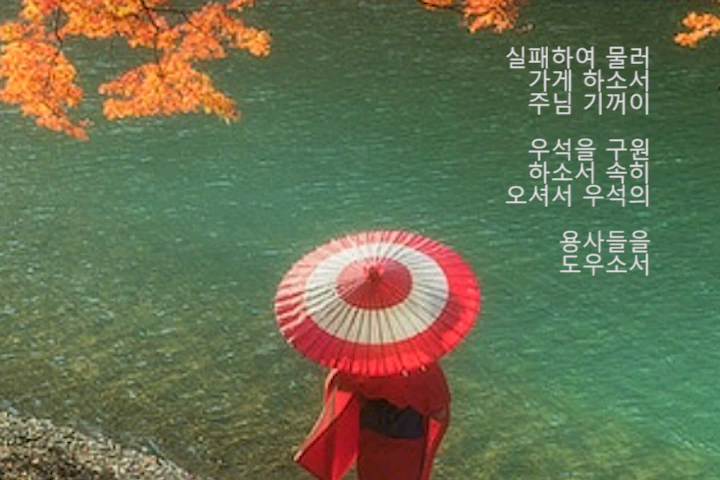 실패하여 물러
가게 하소서
주님 기꺼이
우석을 구원
하소서 속히
오셔서 우석의
용사들을
도우소서